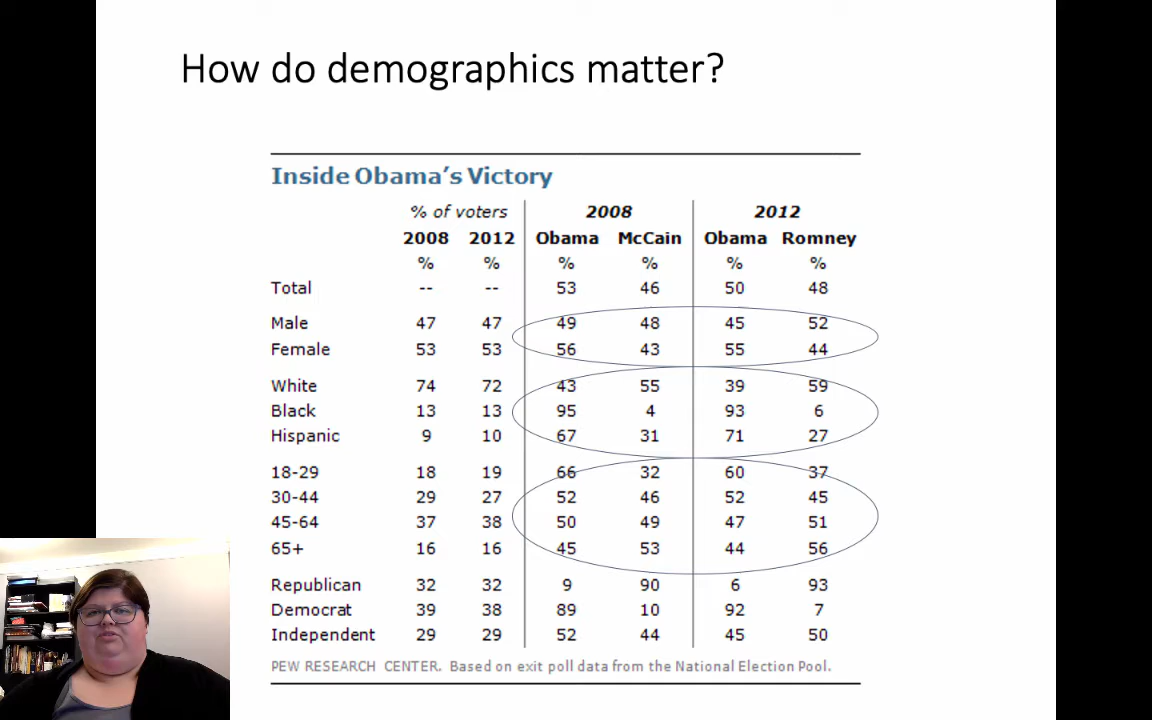 How do demographics matter?
Inside Obama's Victory
% of voters 2008 2012
2008 2012 Obama McCain Obama Romney
% % % % % %
Total -- -- 53 46 50 48
Male 47 47 49 48 45 52
Female 53 53 56 43 55 44
White 74 72 43 55 39 59
Black 13 13 95 4 93 6
Hispanic 9 10 67 31 71 27
18-29 18 19 66 32 60 37
30-44 29 27 52 46 52 45
45-64 37 38 50 49 47 51
65+ 16 16 45 53 44 56
Republican 32 32 9 90 6 93
Democrat 39 38 89 10 92 7
Independent 29 29 52 44 45 50
PEW RESEARCH CENTER. Based on exit poll data from the National Election Pool.